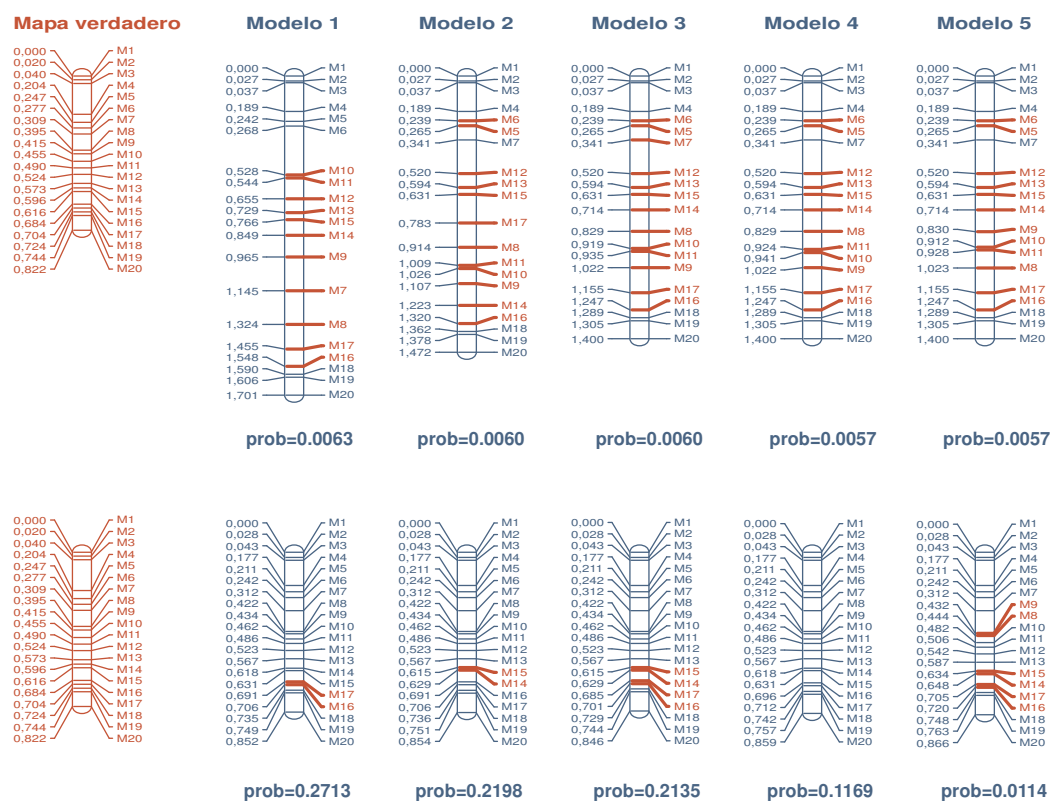 Mapa verdadero
0,000 M1
0,020 M2
0,040 M3
0,204 M4
0,247 M5
0,277 M6
0,309 M7
0,395 M8
0,415 M9
0,455 M10
0,490 M11
0,524 M12
0,573 M13
0,596 M14
0,616 M15
0,684 M16
0,704 M17
0,724 M18
0,744 M19
0,822 M20
Modelo 1
0,000 M1
0,027 M2
0,037 M3
0,189 M4
0,242 M5
0,268 M6
0,528 M10
0,544 M11
0,655 M12
0,729 M13
0,766 M15
0,849 M14
0,965 M9
1,145 M7
1,324 M8
1,455 M17
1,548 M16
1,590 M18
1,606 M19
1,701 M20
prob=0.0063
Modelo 2
0,000 M1
0,027 M2
0,037 M3
0,189 M4
0,239 M6
0,265 M5
0,341 M7
0,520 M12
0,594 M13
0,631 M15
0,783 M17
0,914 M8
1,009 M11
1,026 M10
1,107 M9
1,223 M14
1,320 M16
1,362 M18
1,378 M19
1,472 M20
prob=0.0060
Modelo 3
0,000 M1
0,027 M2
0,037 M3
0,189 M4
0,239 M6
0,265 M5
0,341 M7
0,520 M12
0,594 M13
0,631 M15
0,714 M14
0,829 M8
0,919 M10
0,935 M11
1,022 M9
1,155 M17
1,247 M16
1,289 M18
1,305 M19
1,400 M20
prob=0.0060
Modelo 4
0,000 M1
0,027 M2
0,037 M3
0,189 M4
0,239 M6
0,265 M5
0,341 M7
0,520 M12
0,594 M13
0,631 M15
0,714 M14
0,829 M8
0,924 M11
0,941 M10
1,022 M9
1,155 M17
1,247 M16
1,289 M18
1,305 M19
1,400 M20
prob=0.0057
Modelo 5
0,000 M1
0,027 M2
0,037 M3
0,189 M4
0,239 M6
0,265 M5
0,341 M7
0,520 M12
0,594 M13
0,631 M15
0,714 M14
0,830 M9
0,912 M10
0,928 M11
1,023 M8
1,155 M17
1,247 M16
1,289 M18
1,305 M19
1,400 M20
prob=0.0057
0,000 M1
0,020 M2
0,040 M3
0,204 M4
0,247 M5
0,277 M6
0,309 M7
0,395 M8
0,415 M9
0,455 M10
0,490 M11
0,524 M12
0,573 M13
0,596 M14
0,616 M15
0,684 M16
0,704 M17
0,724 M18
0,744 M19
0,822 M20
0,000 M1
0,028 M2
0,043 M3
0,177 M4
0,211 M5
0,242 M6
0,312 M7
0,422 M8
0,434 M9
0,462 M10
0,486 M11
0,523 M12
0,567 M13
0,618 M14
0,631 M15
0,691 M17
0,706 M16
0,735 M18
0,749 M19
0,852 M20
prob=0.2713
0,000 M1
0,028 M2
0,043 M3
0,177 M4
0,211 M5
0,242 M6
0,312 M7
0,422 M8
0,434 M9
0,462 M10
0,486 M11
0,523 M12
0,567 M13
0,615 M15
0,629 M14
0,691 M16
0,706 M17
0,736 M18
0,751 M19
0,854 M20
prob=0.2198
0,000 M1
0,028 M2
0,043 M3
0,177 M4
0,211 M5
0,242 M6
0,312 M7
0,422 M8
0,434 M9
0,462 M10
0,486 M11
0,523 M12
0,567 M13
0,615 M15
0,629 M14
0,685 M17
0,701 M16
0,729 M18
0,744 M19
0,846 M20
prob=0.2135
0,000 M1
0,028 M2
0,043 M3
0,177 M4
0,211 M5
0,242 M6
0,312 M7
0,422 M8
0,434 M9
0,462 M10
0,486 M11
0,523 M12
0,567 M13
0,618 M14
0,631 M15
0,696 M16
0,712 M17
0,742 M18
0,757 M19
0,859 M20
prob=0.1169
0,000 M1
0,028 M2
0,043 M3
0,177 M4
0,211 M5
0,242 M6
0,312 M7
0,432 M9
0,444 M8
0,482 M10
0,506 M11
0,542 M12
0,587 M13
0,634 M15
0,648 M14
0,705 M17
0,720 M16
0,748 M18
0,763 M19
0,866 M20
prob=0.0114